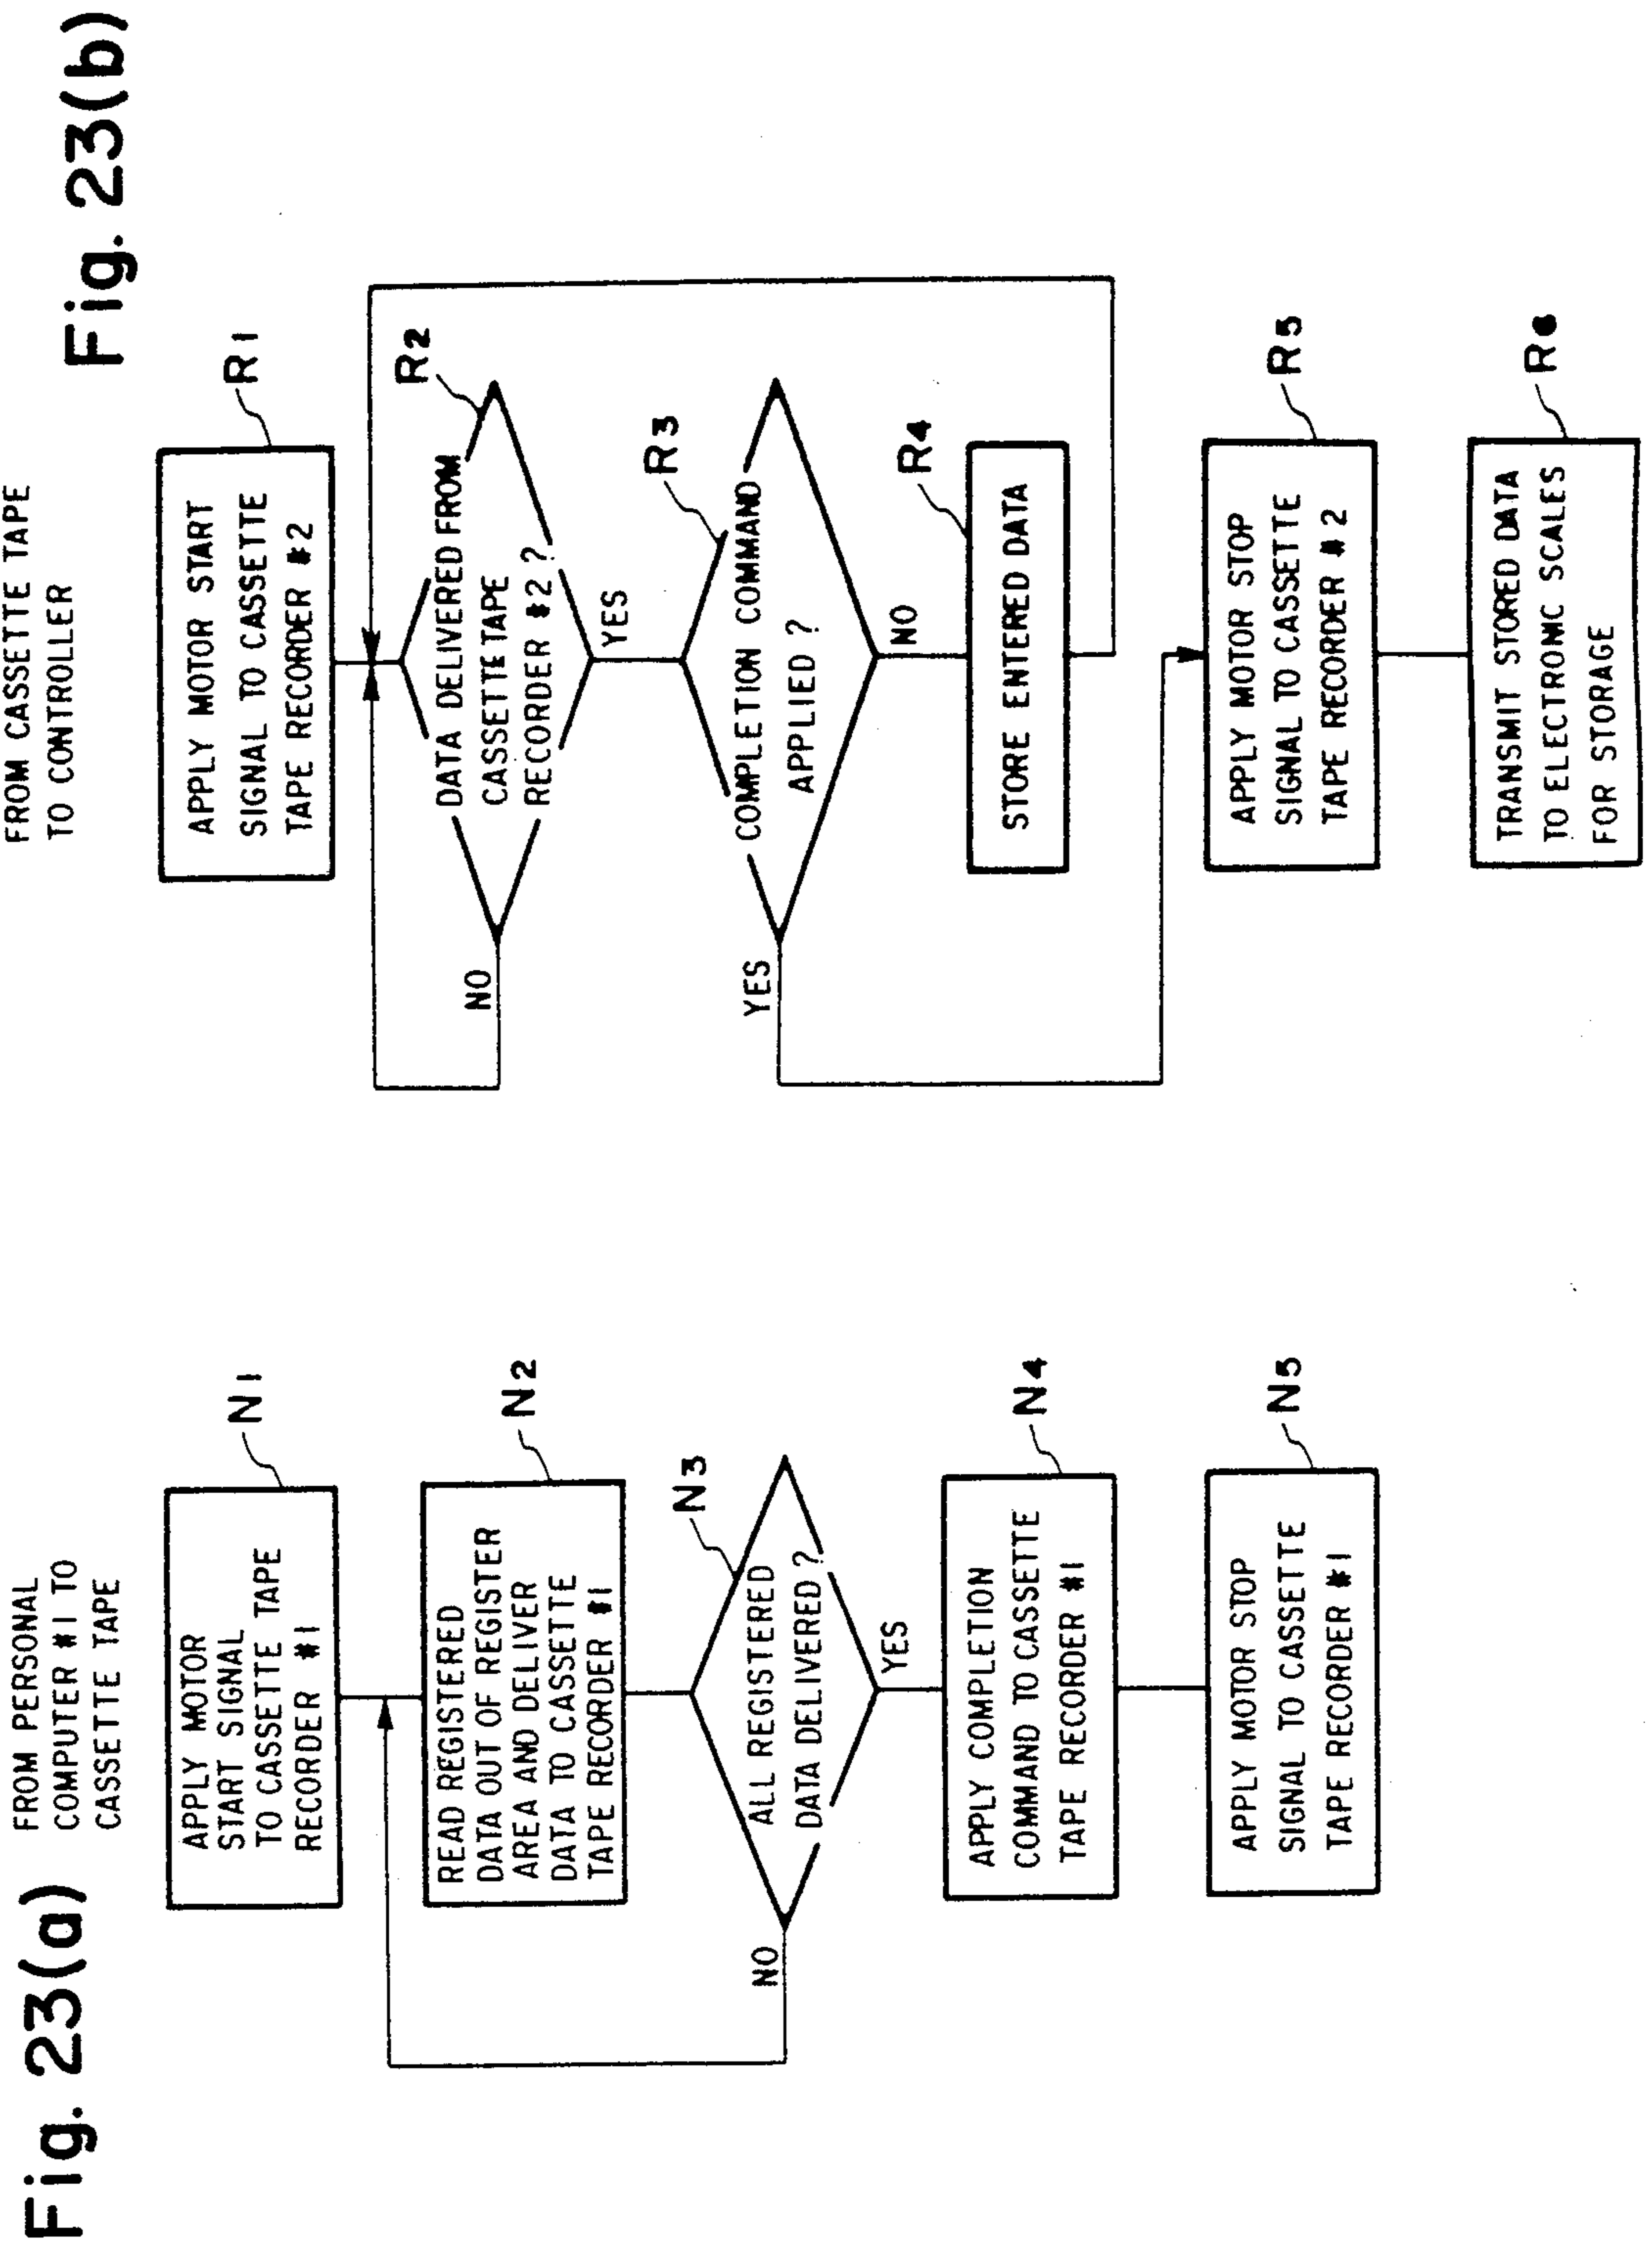 Fig. 23(a)
FROM PERSONAL
COMPUTER #1 TO
CASSETTE TAPE
APPLY MOTOR
START SIGNAL
TO CASSETTE TAPE
RECORDER #1
N1
READ REGISTERED
DATA OUT OF REGISTER
AREA AND DELIVER
DATA TO CASSETTE
TAPE RECORDER #1
N2
ALL REGISTERED
DATA DELIVERED?
N3
NO
YES
APPLY COMPLETION
COMMAND TO CASSETTE
TAPE RECORDER #1
N4
APPLY MOTOR STOP
SIGNAL TO CASSETTE
TAPE RECORDER #1
N5
Fig. 23(b)
FROM CASSETTE TAPE
TO CONTROLLER
APPLY MOTOR START
SIGNAL TO CASSETTE
TAPE RECORDER #2
R1
DATA DELIVERED FROM
CASSETTE TAPE
RECORDER #2?
R2
NO
YES
COMPLETION COMMAND
APPLIED?
R3
YES
NO
STORE ENTERED DATA
R4
APPLY MOTOR STOP
SIGNAL TO CASSETTE
TAPE RECORDER #2
R5
TRANSMIT STORED DATA
TO ELECTRONIC SCALES
FOR STORAGE
R6